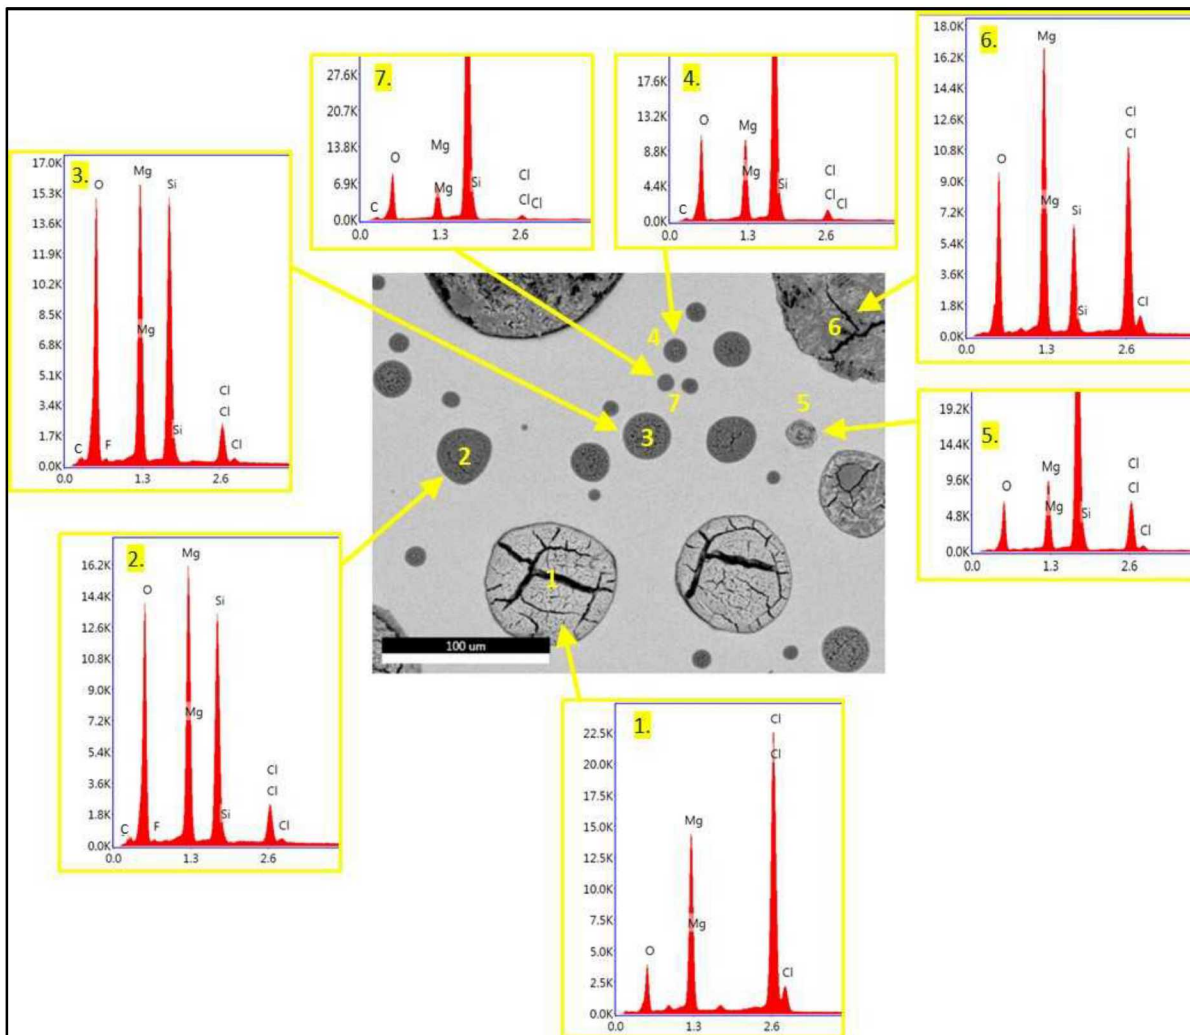 7.
27.6K
20.7K
13.8K
6.9K
0.0K
C
O
Mg
Mg
Si
Cl
Cl Cl
1.3
2.6
4.
17.6K
13.2K
8.8K
4.4K
0.0K
C
O
Mg
Mg
Si
Cl
Cl
Cl
0.0
1.3
2.6
6.
18.0K
16.2K
14.4K
12.6K
10.8K
9.0K
7.2K
5.4K
3.6K
1.8K
0.0K
O
Mg
Mg
Si
Cl
Cl
Cl
0.0
1.3
2.6
3.
17.0K
15.3K
13.6K
11.9K
10.2K
8.5K
6.8K
5.1K
3.4K
1.7K
0.0K
C
O
F
Mg
Mg
Si
Si
Cl
Cl
Cl
0.0
1.3
2.6
4
7
5
6
3
2
1
100 um
5.
19.2K
14.4K
9.6K
4.8K
0.0K
O
Mg
Mg
Si
Cl
Cl
Cl
0.0
1.3
2.6
2.
16.2K
14.4K
12.6K
10.8K
9.0K
7.2K
5.4K
3.6K
1.8K
0.0K
C
O
F
Mg
Mg
Si
Si
Cl
Cl
Cl
0.0
1.3
2.6
1.
22.5K
20.0K
17.5K
15.0K
12.5K
10.0K
7.5K
5.0K
2.5K
0.0K
O
Mg
Mg
Cl
Cl
Cl
0.0
1.3
2.6